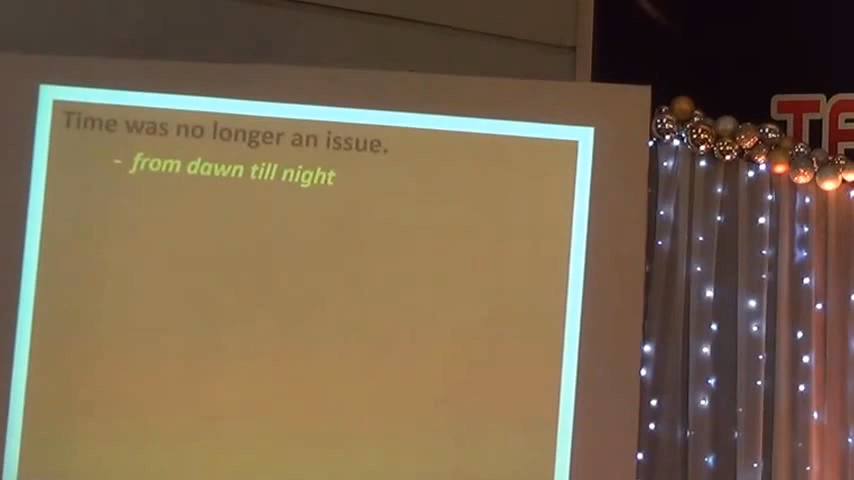 Time was no longer an issue.
- from dawn till night